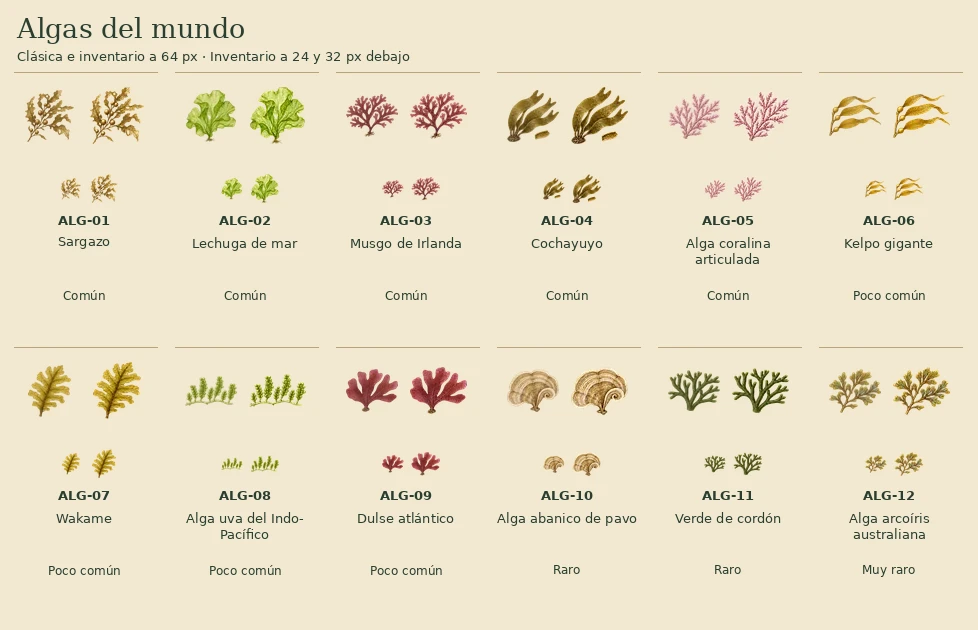 Algas del mundo
Clásica e inventario a 64 px · Inventario a 24 y 32 px debajo
ALG-01
Sargazo
Común
ALG-02
Lechuga de mar
Común
ALG-03
Musgo de Irlanda
Común
ALG-04
Cochayuyo
Común
ALG-05
Alga coralina
articulada
Común
ALG-06
Kelpo gigante
Poco común
ALG-07
Wakame
Poco común
ALG-08
Alga uva del Indo-
Pacífico
Poco común
ALG-09
Dulse atlántico
Poco común
ALG-10
Alga abanico de pavo
Raro
ALG-11
Verde de cordón
Raro
ALG-12
Alga arcoíris
australiana
Muy raro